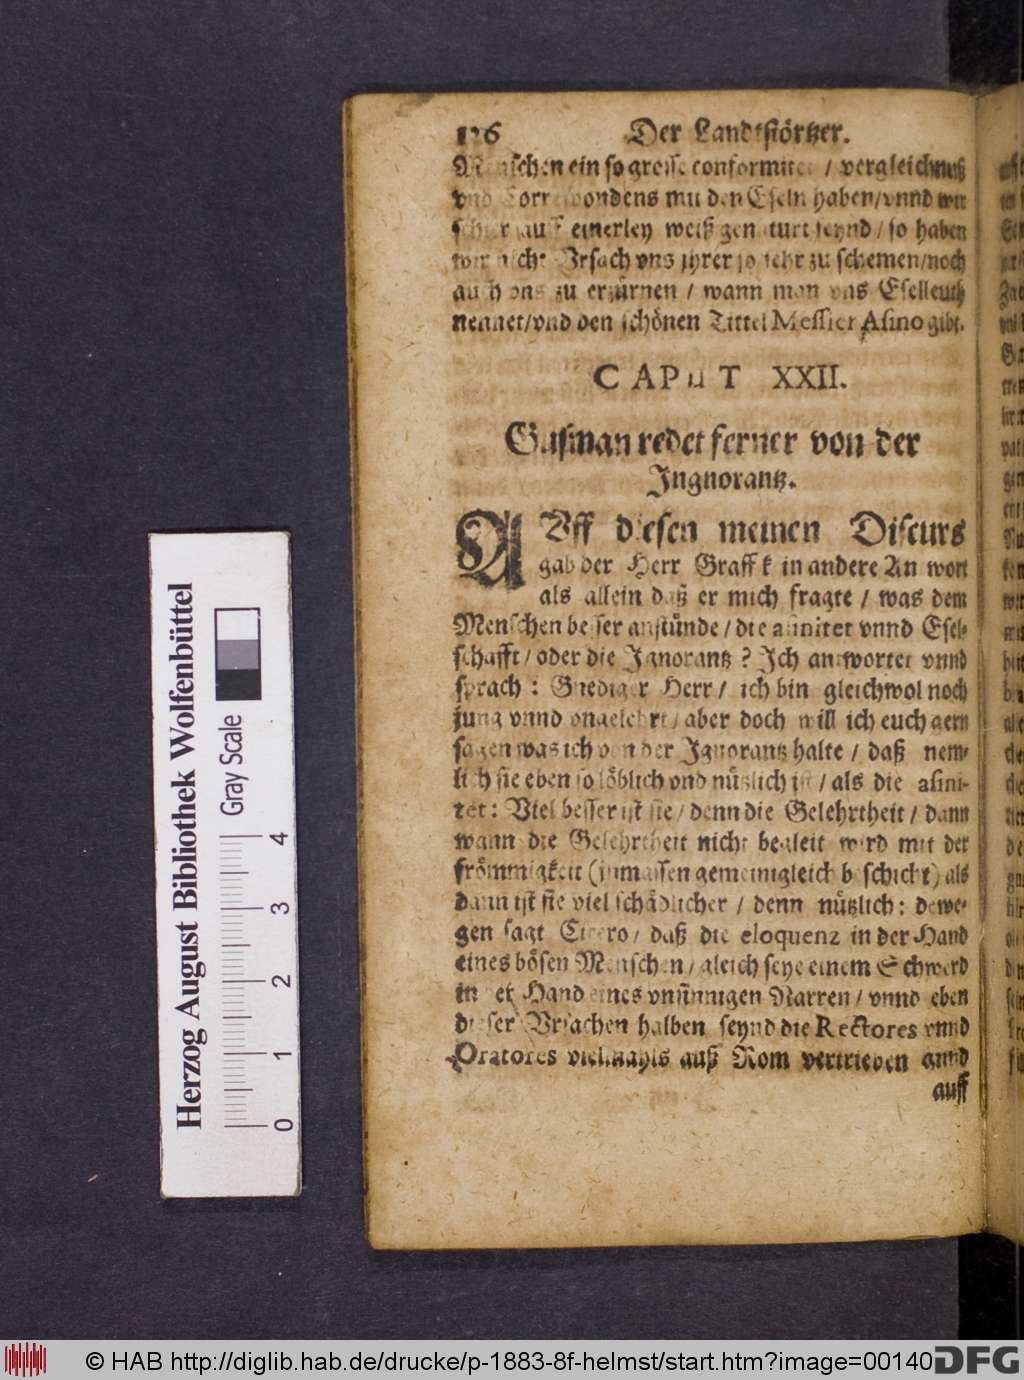 126 Der Landtstörtzer.
Menschen ein so grosse conformitet / vergleichnuß
vnd Correspondens mit den Eseln haben/vnnd wir
schier auff einerley weiß genaturt seynd / so haben
wir nicht Vrsach vns jhrer so sehr zu schemen/noch
auch vns zu erzürnen / wann man vns Eselleuth
nennet/vnd den schönen Tittel Messier Asino gibt.
CAPuT XXII.
Gusman redet ferner von der
Jngnorantz.
AVff diesen meinen Discurs
gab der Herr Graff kein andere Antwort
als allein daß er mich fragte / was dem
Menschen besser anstünde / die asinitet vnnd Esel-
schafft / oder die Jgnorantz ? Jch antwortet vnnd
sprach : Gnediger Herr / ich bin gleichwol noch
jung vnnd vngelehrt / aber doch will ich euch gern
sagen was ich von der Jgnorantz halte / daß nem-
lich sie eben so löblich vnd nützlich ist / als die asini-
tet : Viel besser ist sie / denn die Gelehrtheit / dann
wann die Gelehrtheit nicht begleit wird mit der
frömmigkeit (inmassen gemeinigleich beschicht) als
dann ist sie viel schädlicher / denn nützlich : dewe-
gen sagt Cicero / daß die eloquenz in der Hand
eines bösen Menschen / gleich seye einem Schwerd
in der Hand eines vnsinnigen Narren / vnnd eben
dieser Vrsachen halben seynd die Rectores vnnd
Oratores vielmahls auß Rom vertrieben vnnd
auff
Herzog August Bibliothek Wolfenbüttel
Gray Scale
0 1 2 3 4
© HAB http://diglib.hab.de/drucke/p-1883-8f-helmst/start.htm?image=00140
DFG